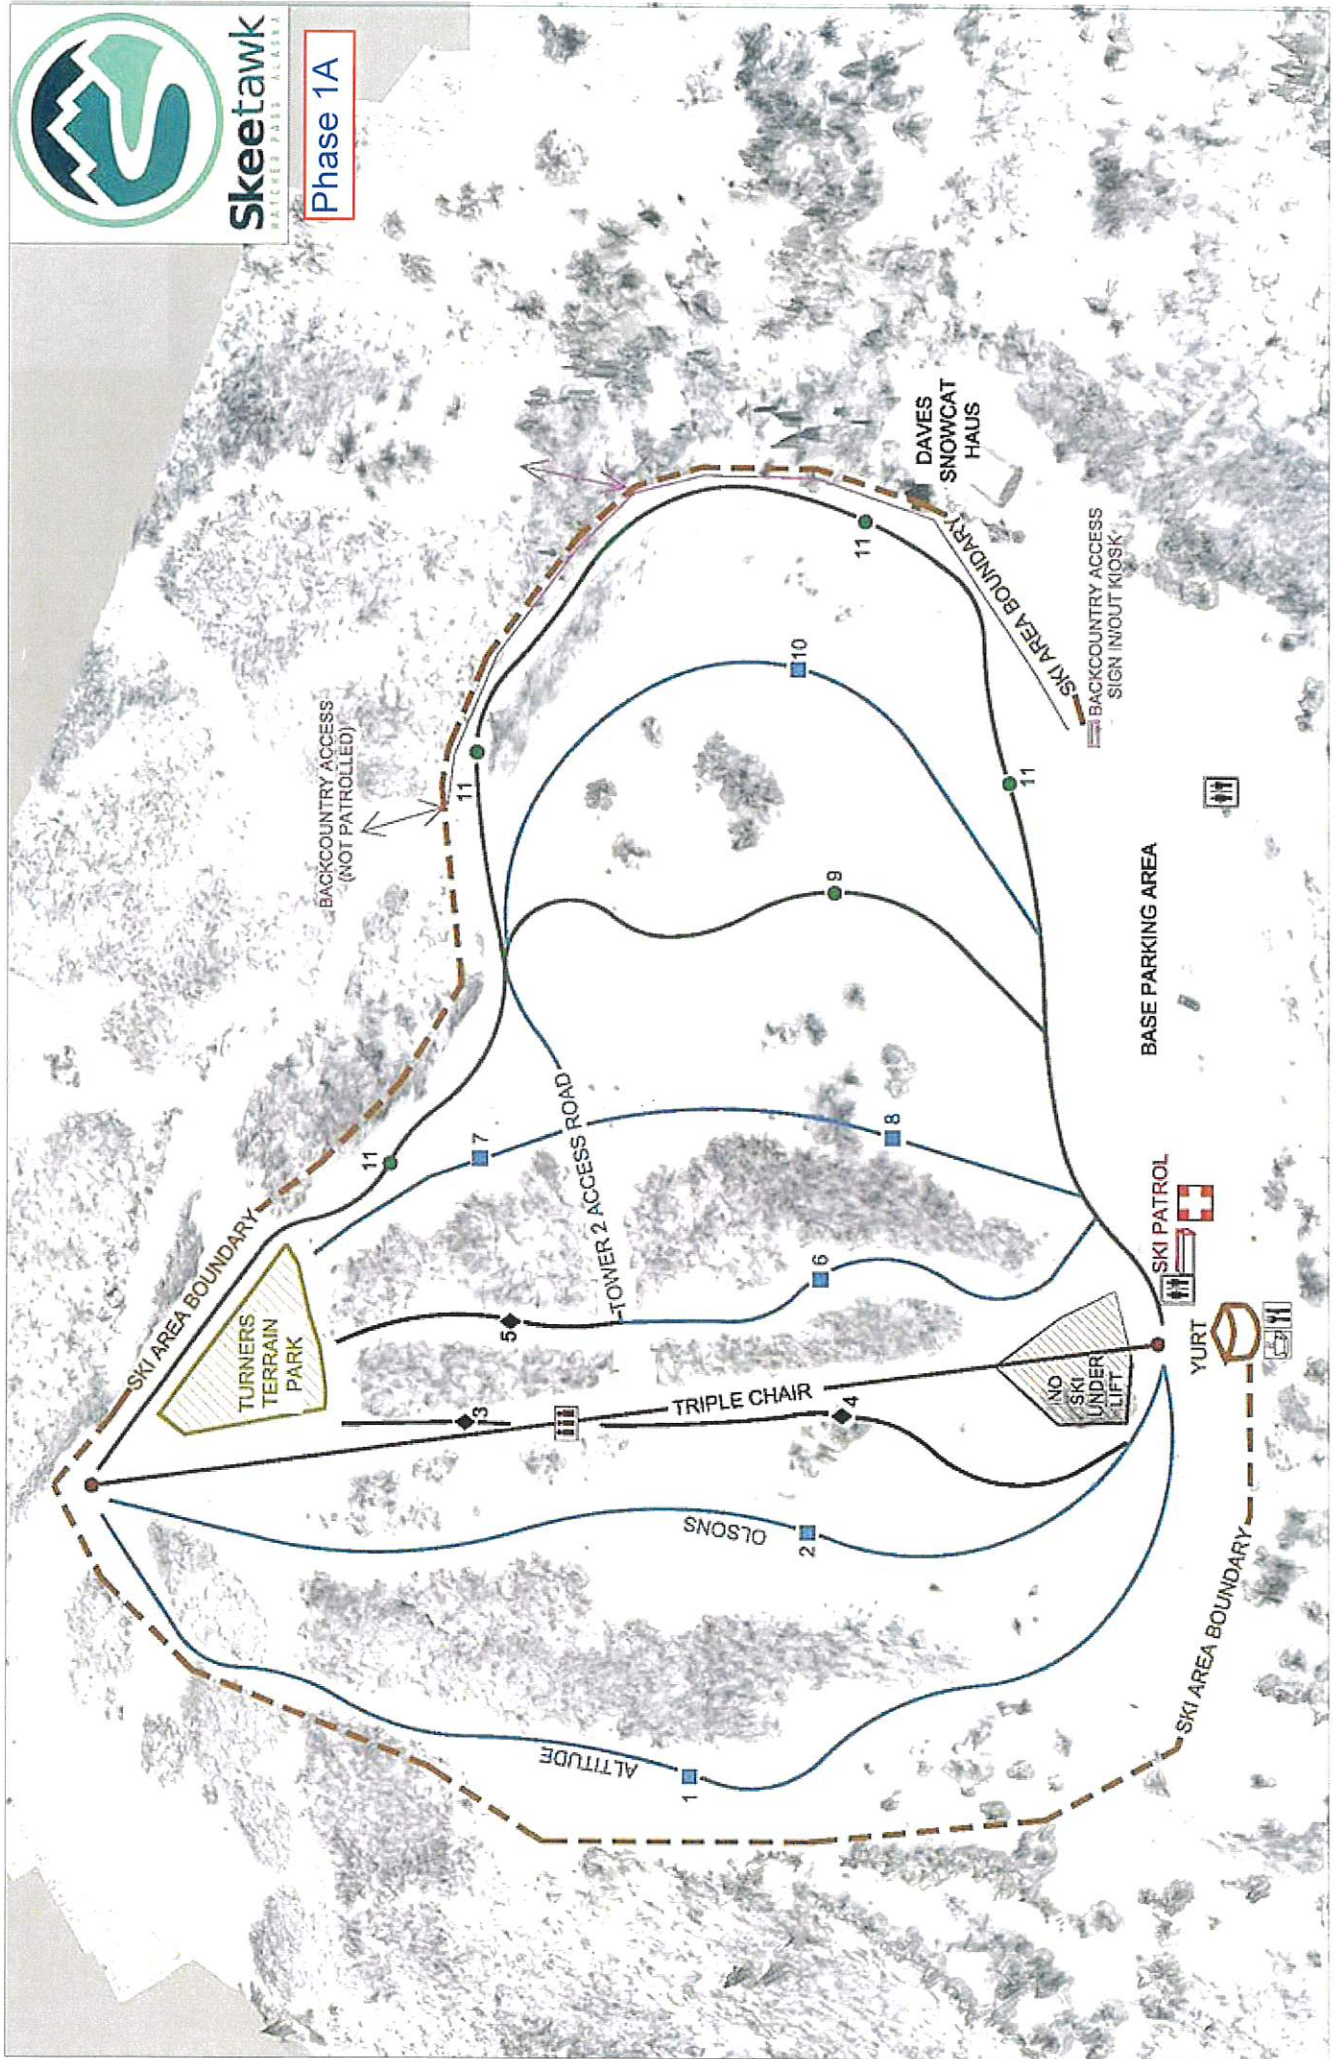 Skeetawk
HATCHER PASS ALASKA
Phase 1A
BACKCOUNTRY ACCESS
(NOT PATROLLED)
SKI AREA BOUNDARY
TURNERS
TERRAIN
PARK
11
11
7
5
3
TOWER 2 ACCESS ROAD
TRIPLE CHAIR
OLSONS
2
ALTITUDE
1
4
6
8
9
10
11
11
DAVES
SNOWCAT
HAUS
SKI AREA BOUNDARY
BACKCOUNTRY ACCESS
SIGN IN/OUT KIOSK
NO
SKI
UNDER
LIFT
BASE PARKING AREA
SKI PATROL
YURT
SKI AREA BOUNDARY